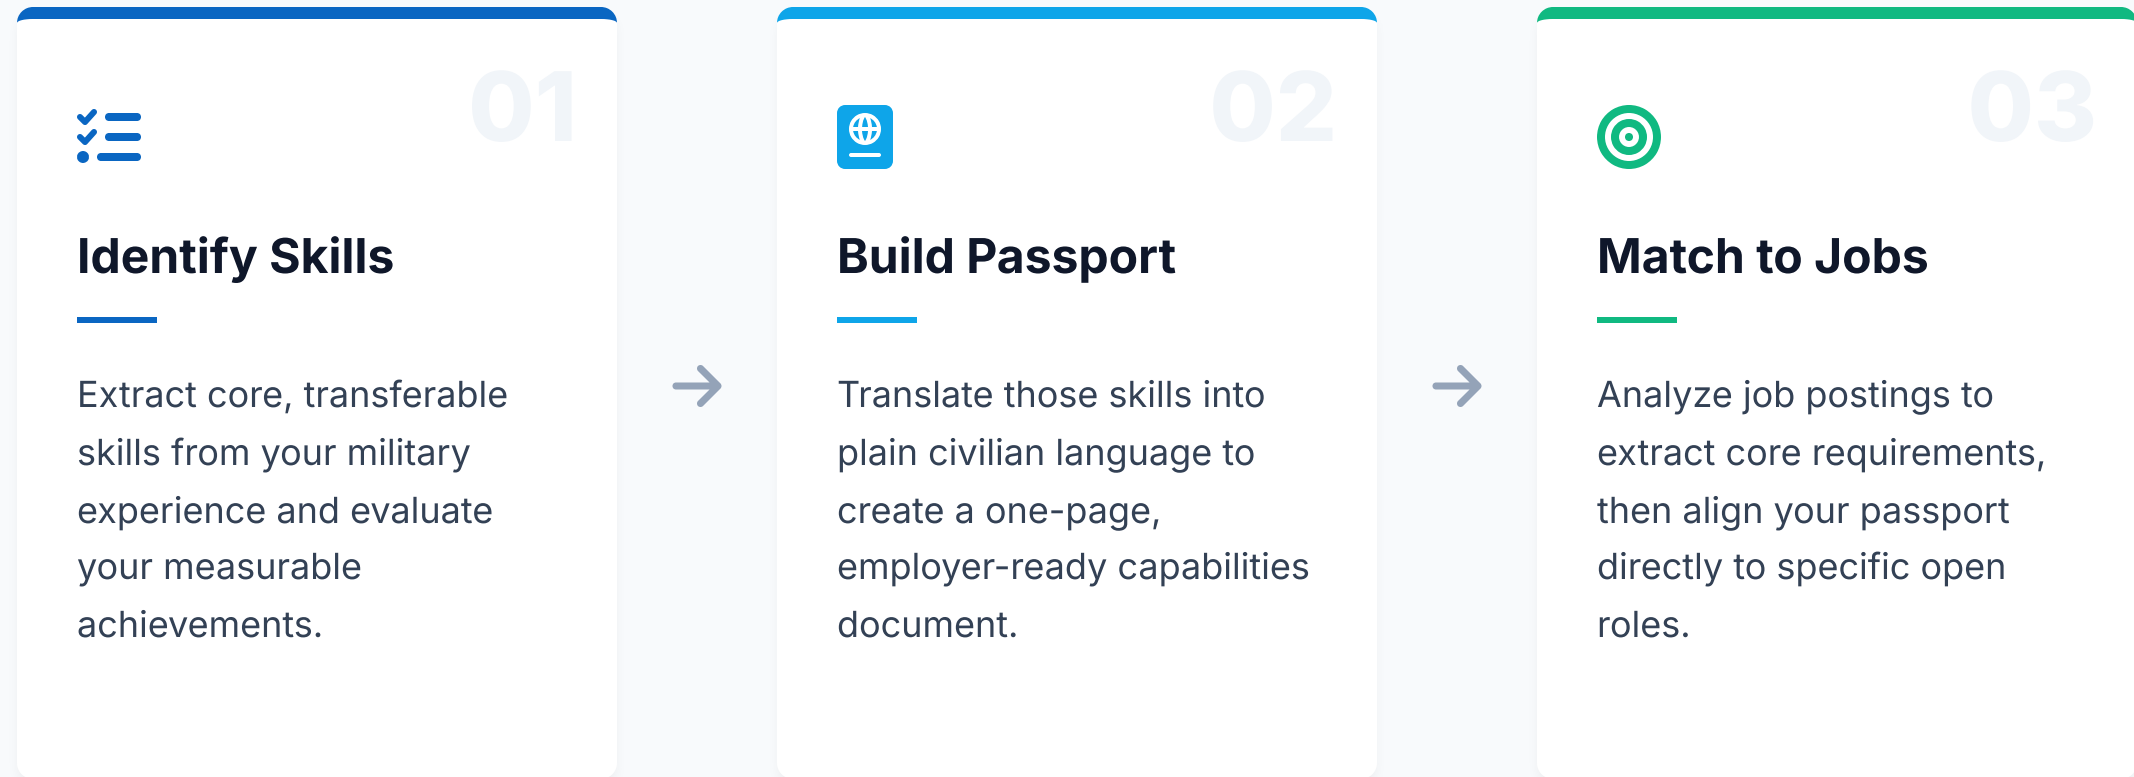 01
Identify Skills
Extract core, transferable
skills from your military
experience and evaluate
your measurable
achievements.
02
Build Passport
Translate those skills into
plain civilian language to
create a one-page,
employer-ready capabilities
document.
03
Match to Jobs
Analyze job postings to
extract core requirements,
then align your passport
directly to specific open
roles.